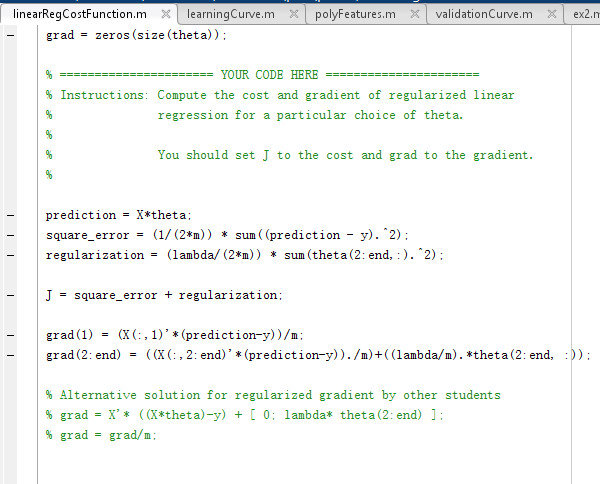 linearRegCostFunction.m × learningCurve.m × polyFeatures.m × validationCurve.m × ex2.m
grad = zeros(size(theta));
% ====================== YOUR CODE HERE ======================
% Instructions: Compute the cost and gradient of regularized linear
% regression for a particular choice of theta.
%
% You should set J to the cost and grad to the gradient.
%
prediction = X*theta;
square_error = (1/(2*m)) * sum((prediction - y).^2);
regularization = (lambda/(2*m)) * sum(theta(2:end,:).^2);
J = square_error + regularization;
grad(1) = (X(:,1)'*(prediction-y))/m;
grad(2:end) = ((X(:,2:end)'*(prediction-y))./m)+((lambda/m).*theta(2:end, :));
% Alternative solution for regularized gradient by other students
% grad = X'* ((X*theta)-y) + [ 0; lambda* theta(2:end) ];
% grad = grad/m;